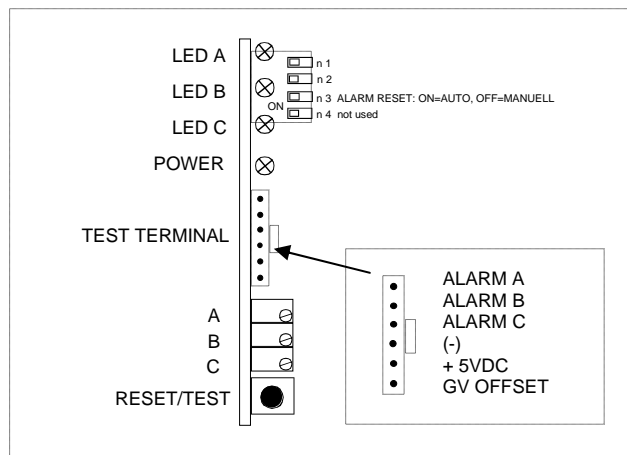 LED A
n 1
n 2
LED B
n 3 ALARM RESET: ON=AUTO, OFF=MANUELL
ON
n 4 not used
LED C
POWER
TEST TERMINAL
ALARM A
ALARM B
ALARM C
(-)
+ 5VDC
GV OFFSET
A
B
C
RESET/TEST